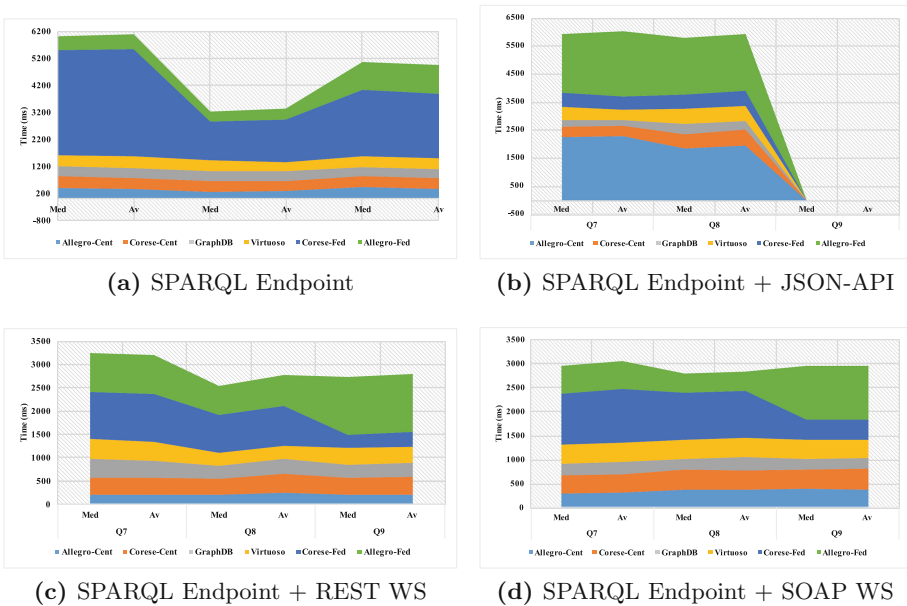 6200
5200
4200
3200
2200
1200
200
-800
Time (ms)
Med Av Med Av Med Av
Allegro-Cent Corese-Cent GraphDB Virtuoso Corese-Fed Allegro-Fed
(a) SPARQL Endpoint
6500
5500
4500
3500
2500
1500
500
-500
Time (ms)
Med Av Med Av Med Av
Q7 Q8 Q9
Allegro-Cent Corese-Cent GraphDB Virtuoso Corese-Fed Allegro-Fed
(b) SPARQL Endpoint + JSON-API
3500
3000
2500
2000
1500
1000
500
0
Time (ms)
Med Av Med Av Med Av
Q7 Q8 Q9
Allegro-Cent Corese-Cent GraphDB Virtuoso Corese-Fed Allegro-Fed
(c) SPARQL Endpoint + REST WS
3500
3000
2500
2000
1500
1000
500
0
Time (ms)
Med Av Med Av Med Av
Q7 Q8 Q9
Allegro-Cent Corese-Cent GraphDB Virtuoso Corese-Fed Allegro-Fed
(d) SPARQL Endpoint + SOAP WS